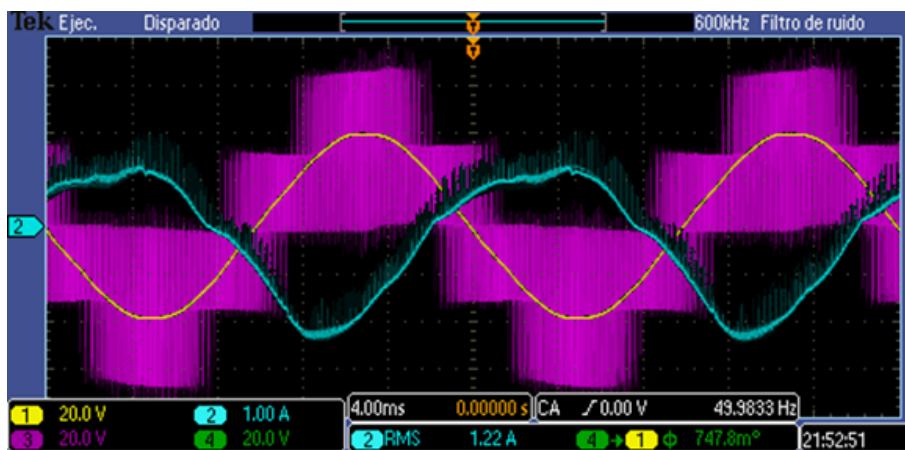 Tek Ejec. Disparado 600kHz Filtro de ruido
T
T
2
1 20.0 V 2 1.00 A 4.00ms 0.00000 s CA 0.00 V 49.9833 Hz
3 20.0 V 4 20.0 V 2 RMS 1.22 A 4 → 1 ϕ 747.8m° 21:52:51